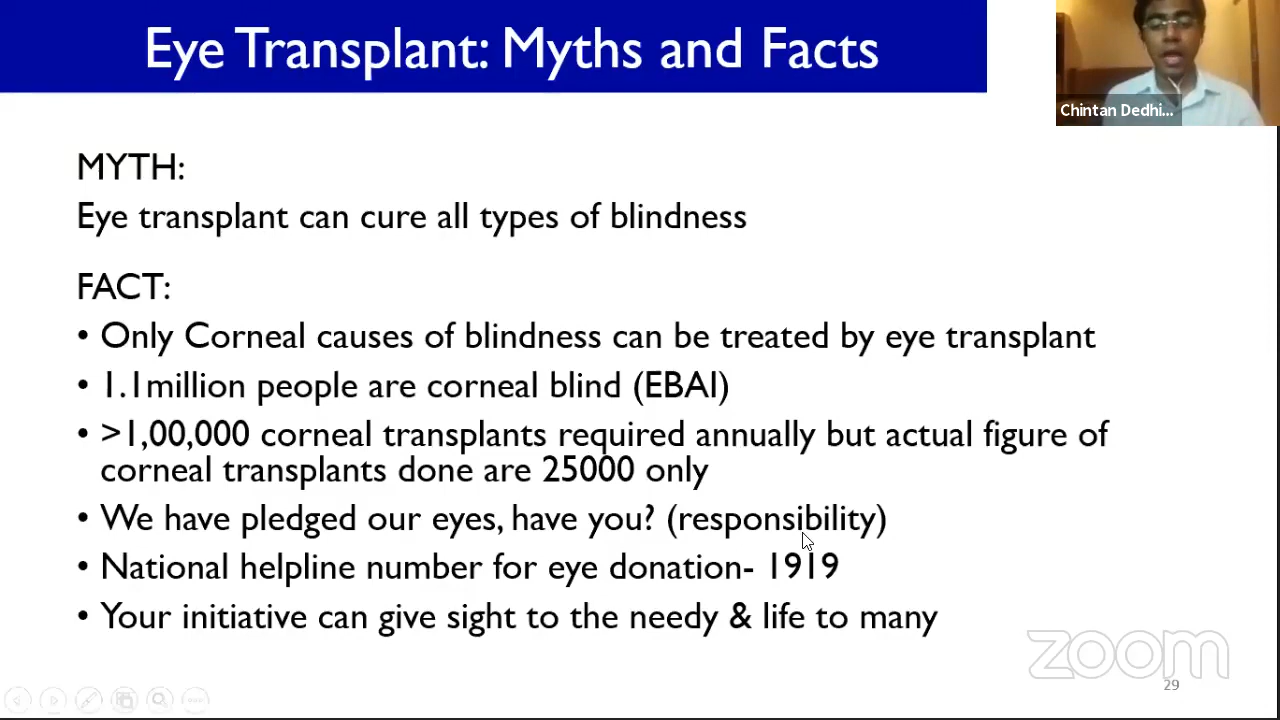 Eye Transplant: Myths and Facts
Chintan Dedhi...
MYTH:
Eye transplant can cure all types of blindness
FACT:
• Only Corneal causes of blindness can be treated by eye transplant
• 1.1million people are corneal blind (EBAI)
• >1,00,000 corneal transplants required annually but actual figure of
corneal transplants done are 25000 only
• We have pledged our eyes, have you? (responsibility)
• National helpline number for eye donation- 1919
• Your initiative can give sight to the needy & life to many
zoom
29